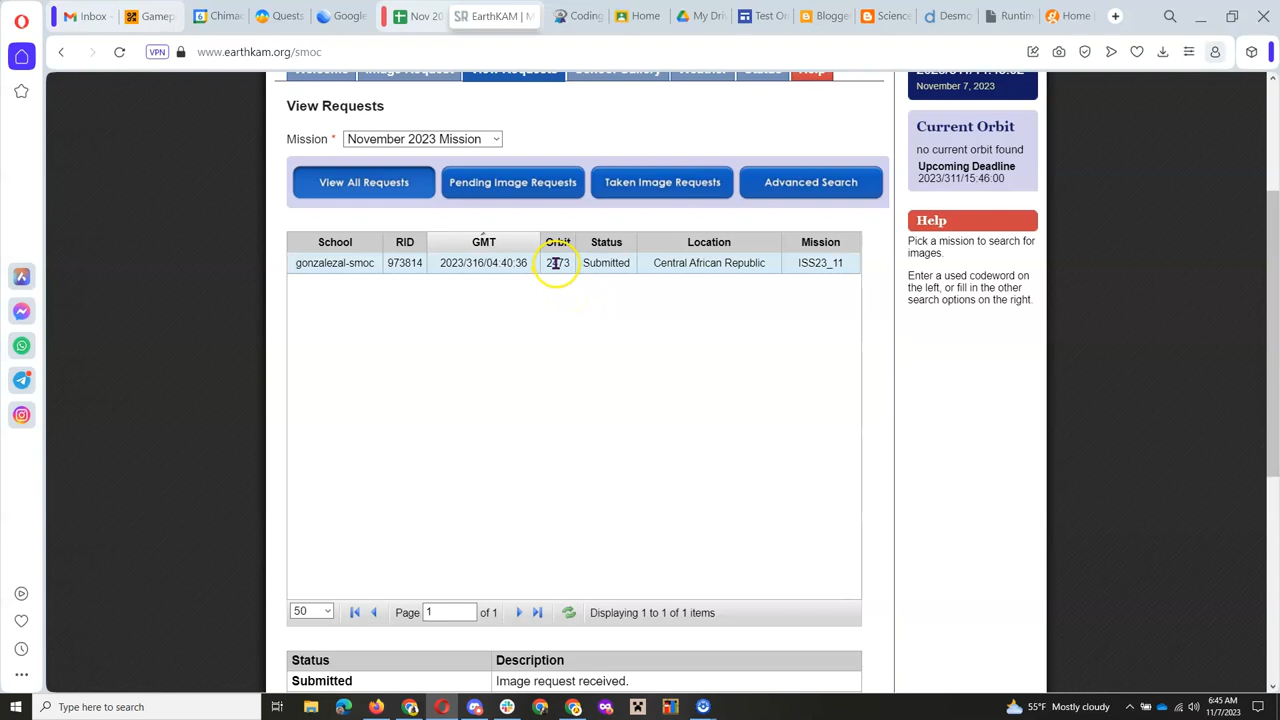 Inbox -
Gamep
Chimac
Quests
Google
Nov 20
EarthKAM | M
Coding
Home
My Dri
Test On
Blogge
Science
Desmo
Runtim
Home
VPN
www.earthkam.org/smoc
November 7, 2023
View Requests
Mission * November 2023 Mission
View All Requests
Pending Image Requests
Taken Image Requests
Advanced Search
Current Orbit
no current orbit found
Upcoming Deadline
2023/311/15:46:00
Help
Pick a mission to search for
images.
Enter a used codeword on
the left, or fill in the other
search options on the right.
School RID GMT Orbit Status Location Mission
gonzalezal-smoc 973814 2023/316/04:40:36 Submitted Central African Republic ISS23_11
50 Page 1 of 1 Displaying 1 to 1 of 1 items
Status Description
Submitted Image request received.
Type here to search
55°F Mostly cloudy
6:45 AM
11/7/2023